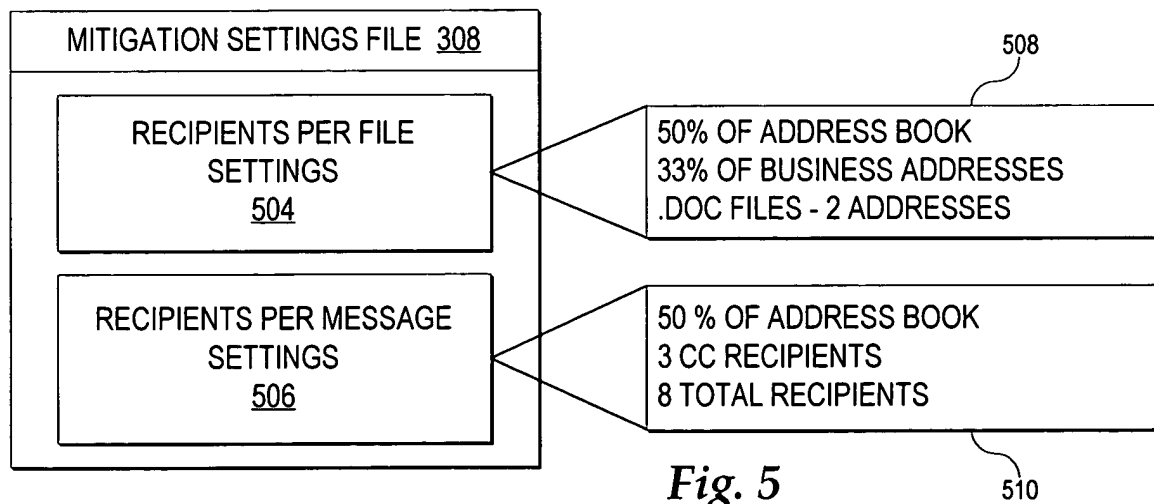 MITIGATION SETTINGS FILE 308
RECIPIENTS PER FILE
SETTINGS
504
508
50% OF ADDRESS BOOK
33% OF BUSINESS ADDRESSES
.DOC FILES - 2 ADDRESSES
RECIPIENTS PER MESSAGE
SETTINGS
506
50 % OF ADDRESS BOOK
3 CC RECIPIENTS
8 TOTAL RECIPIENTS
510
Fig. 5